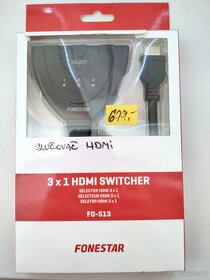 SELECT
FONESTAR
679,-
SLUČOVAČ HDMI
3 x 1 HDMI SWITCHER
SELECTOR HDMI 3 x 1
SÉLECTEUR HDMI 3 x 1
SELETOR HDMI 3 x 1
FO-513
FONESTAR